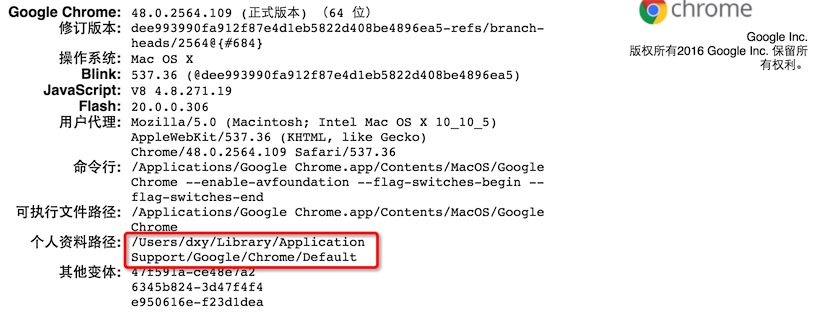 Google Chrome: 48.0.2564.109 (正式版本) （64 位）
修订版本: dee993990fa912f87e4d1eb5822d408be4896ea5-refs/branch-
heads/2564@{#684}
操作系统: Mac OS X
Blink: 537.36 (@dee993990fa912f87e4d1eb5822d408be4896ea5)
JavaScript: V8 4.8.271.19
Flash: 20.0.0.306
用户代理: Mozilla/5.0 (Macintosh; Intel Mac OS X 10_10_5)
AppleWebKit/537.36 (KHTML, like Gecko)
Chrome/48.0.2564.109 Safari/537.36
命令行: /Applications/Google Chrome.app/Contents/MacOS/Google
Chrome --enable-avfoundation --flag-switches-begin --
flag-switches-end
可执行文件路径: /Applications/Google Chrome.app/Contents/MacOS/Google
Chrome
个人资料路径: /Users/dxy/Library/Application
Support/Google/Chrome/Default
其他变体: 47f591a-ce48e7a2
6345b824-3d47f4f4
e950616e-f23d1dea
chrome
Google Inc.
版权所有2016 Google Inc. 保留所
有权利。